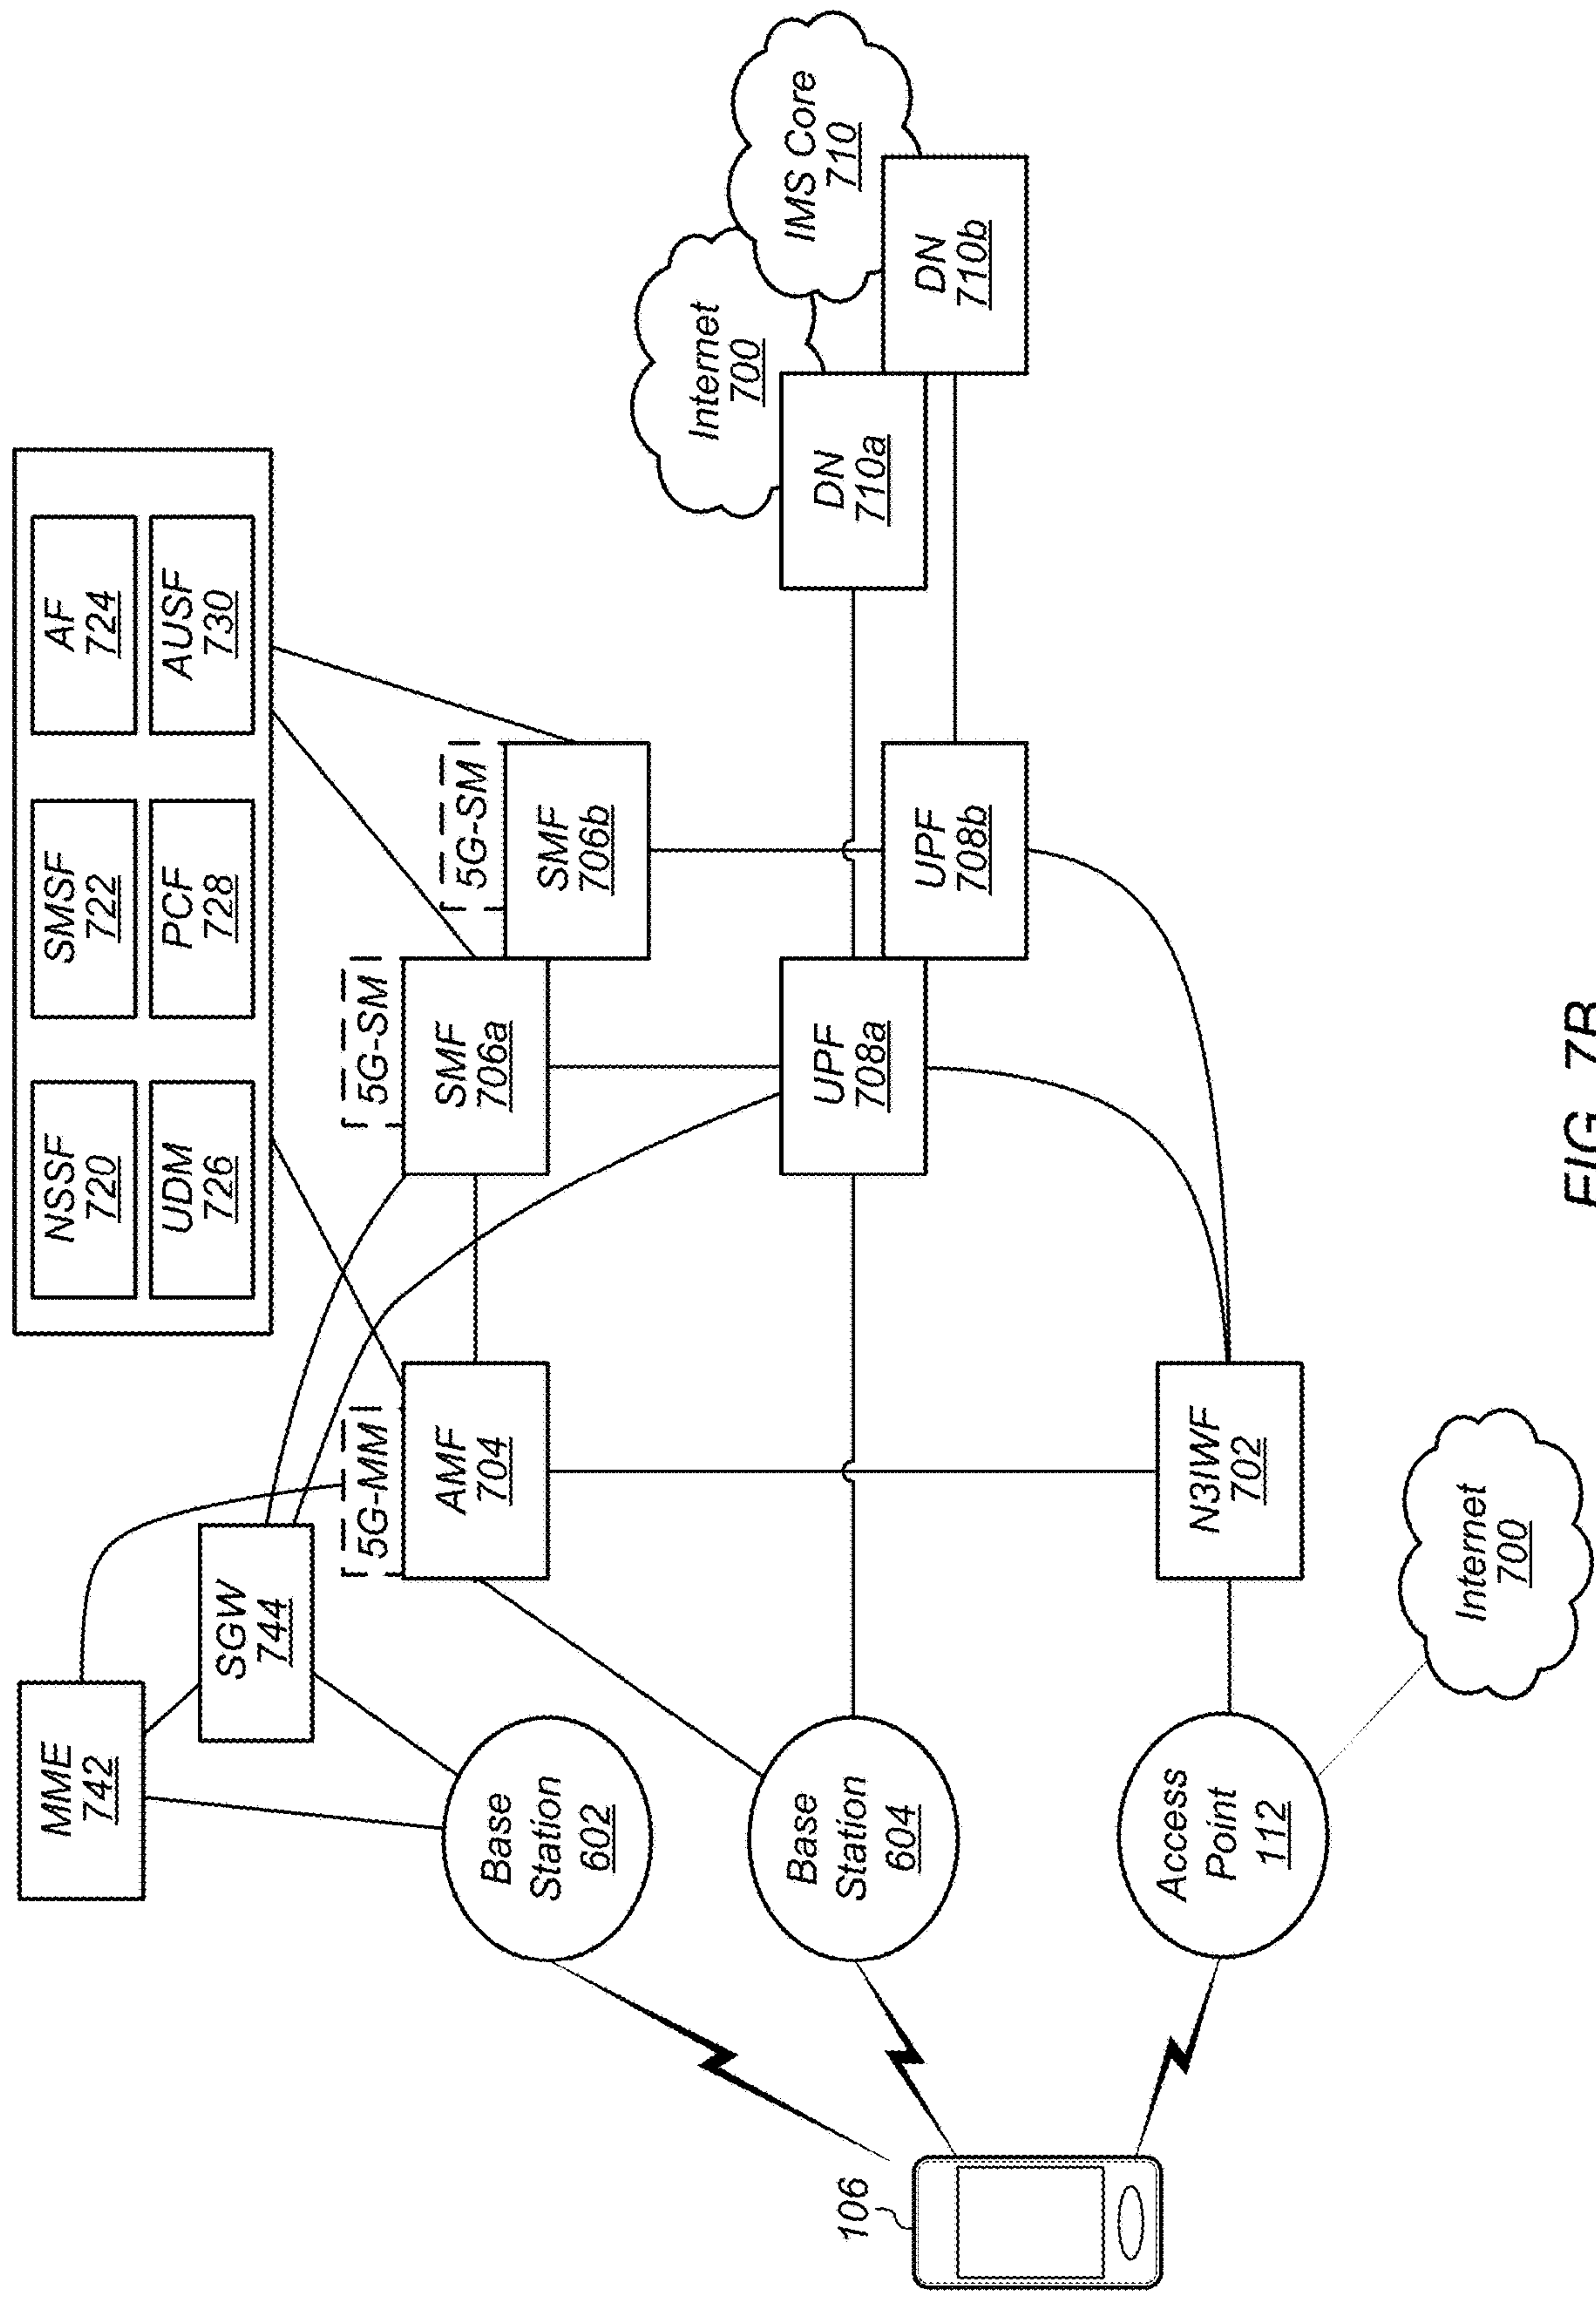 MME
742
SGW
744
NSSF
720
SMSF
722
AF
724
UDM
726
PCF
728
AUSF
730
5G-MM
AMF
704
5G-SM
SMF
706a
5G-SM
SMF
706b
Base
Station
602
Base
Station
604
UPF
708a
UPF
708b
Internet
700
IMS Core
710
DN
710a
DN
710b
106
Access
Point
112
N3IWF
702
Internet
700
FIG. 7B